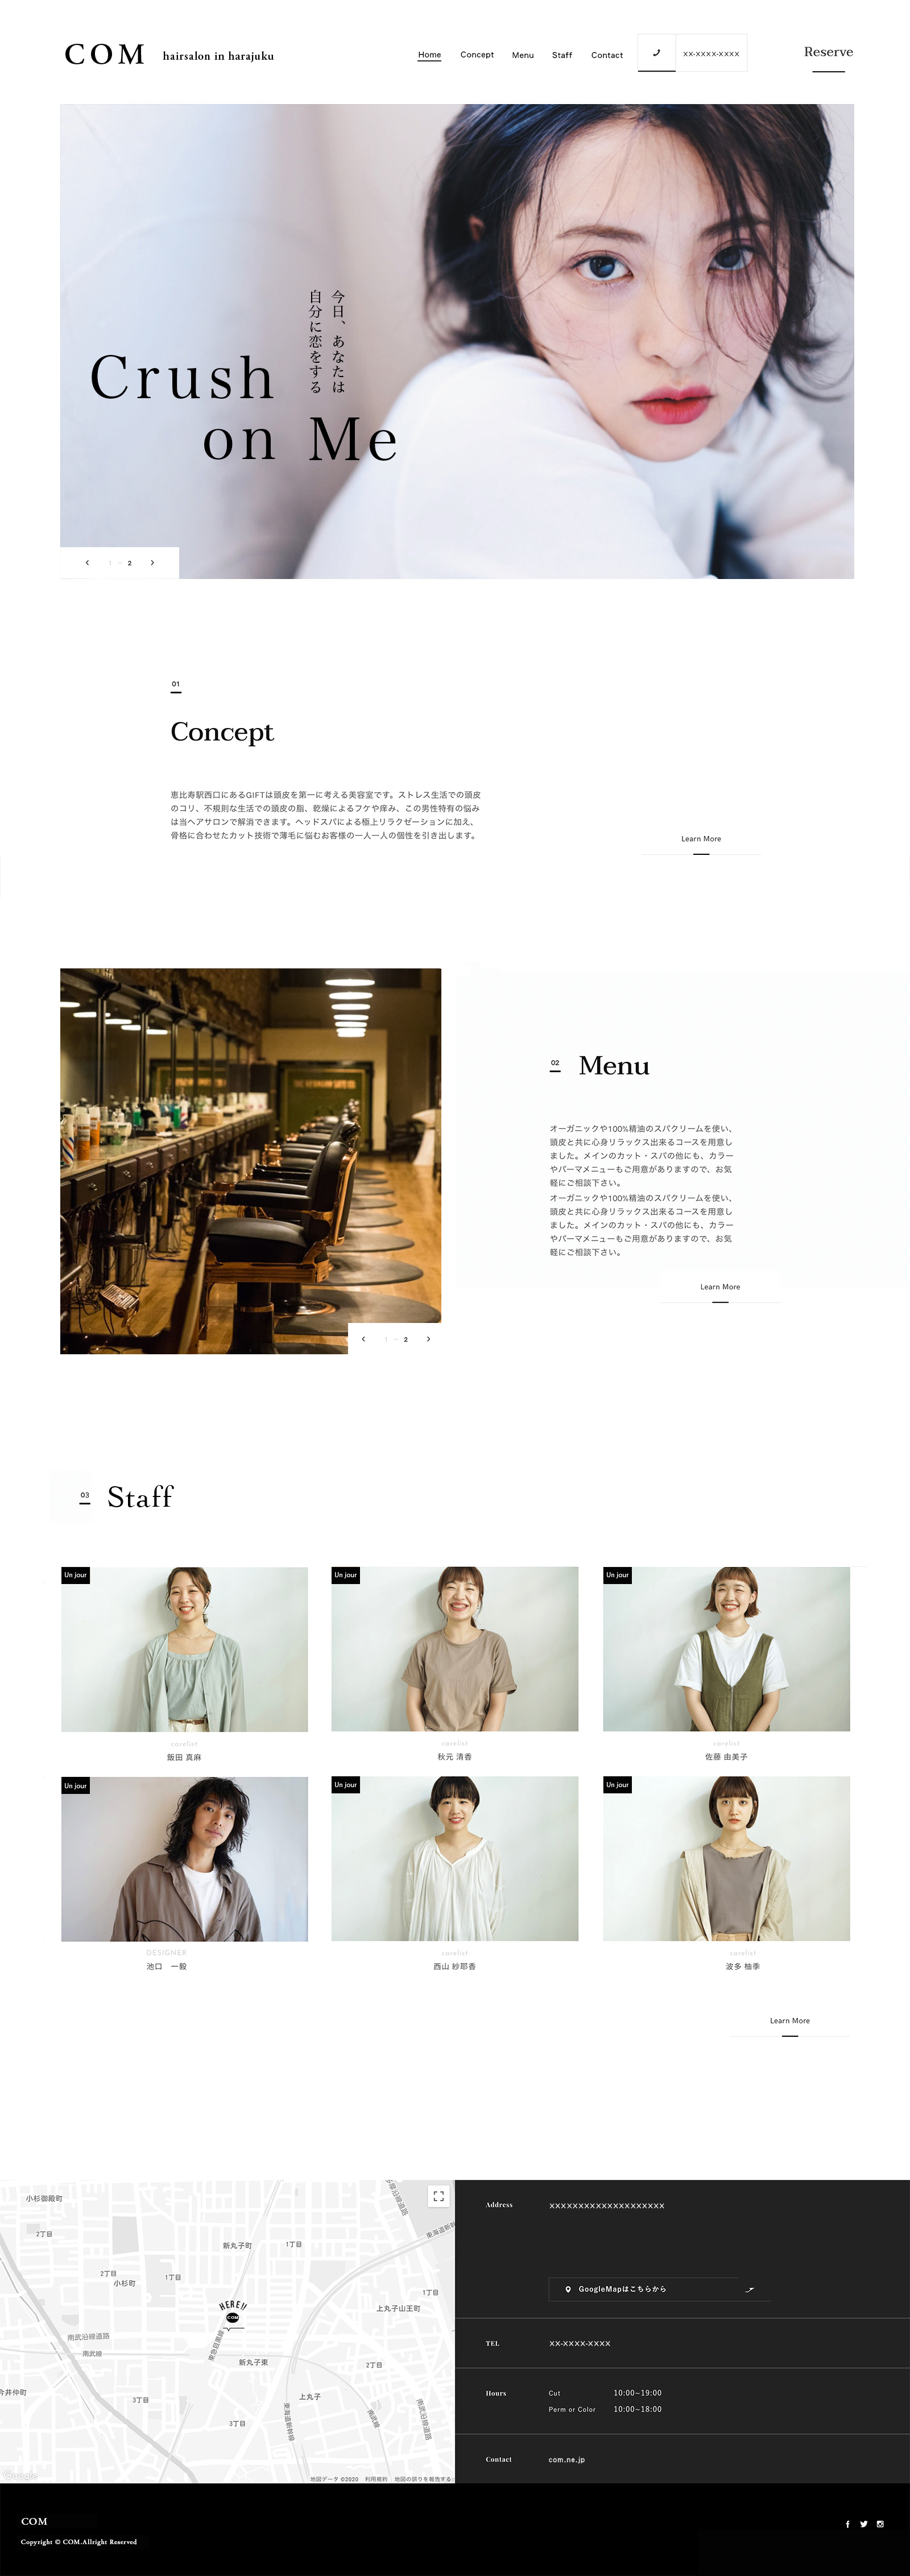 COM
hairsalon in harajuku
Home
Concept
Menu
Staff
Contact
XX-XXXX-XXXX
Reserve
今日、あなたは
自分に恋をする
Crush
on Me
1 − 2
01
Concept
恵比寿駅西口にあるGIFTは頭皮を第一に考える美容室です。ストレス生活での頭皮
のコリ、不規則な生活での頭皮の脂、乾燥によるフケや痒み、この男性特有の悩み
は当ヘアサロンで解消できます。ヘッドスパによる極上リラクゼーションに加え、
骨格に合わせたカット技術で薄毛に悩むお客様の一人一人の個性を引き出します。
Learn More
02
Menu
オーガニックや100%精油のスパクリームを使い、
頭皮と共に心身リラックス出来るコースを用意し
ました。メインのカット・スパの他にも、カラー
やパーマメニューもご用意がありますので、お気
軽にご相談下さい。
オーガニックや100%精油のスパクリームを使い、
頭皮と共に心身リラックス出来るコースを用意し
ました。メインのカット・スパの他にも、カラー
やパーマメニューもご用意がありますので、お気
軽にご相談下さい。
Learn More
1 − 2
03
Staff
Un jour
carelist
飯田 真麻
Un jour
carelist
秋元 清香
Un jour
carelist
佐藤 由美子
Un jour
DESIGNER
池口　一毅
Un jour
carelist
西山 紗耶香
Un jour
carelist
波多 柚季
Learn More
小杉御殿町
2丁目
新丸子町
1丁目
南武沿線道路
東海道新幹
2丁目
小杉町
1丁目
1丁目
上丸子山王町
HERE!!
COM
南武沿線道路
南武線
東急目黒線
新丸子東
2丁目
今井仲町
3丁目
上丸子
3丁目
東海道新幹線
南武線
南武沿線道路
Google
地図データ ©2020
利用規約
地図の誤りを報告する
Address
XXXXXXXXXXXXXXXXXXX
GoogleMapはこちらから
TEL
XX-XXXX-XXXX
Hours
Cut 10:00~19:00
Perm or Color 10:00~18:00
Contact
com.ne.jp
COM
Copyright © COM.Allright Reserved